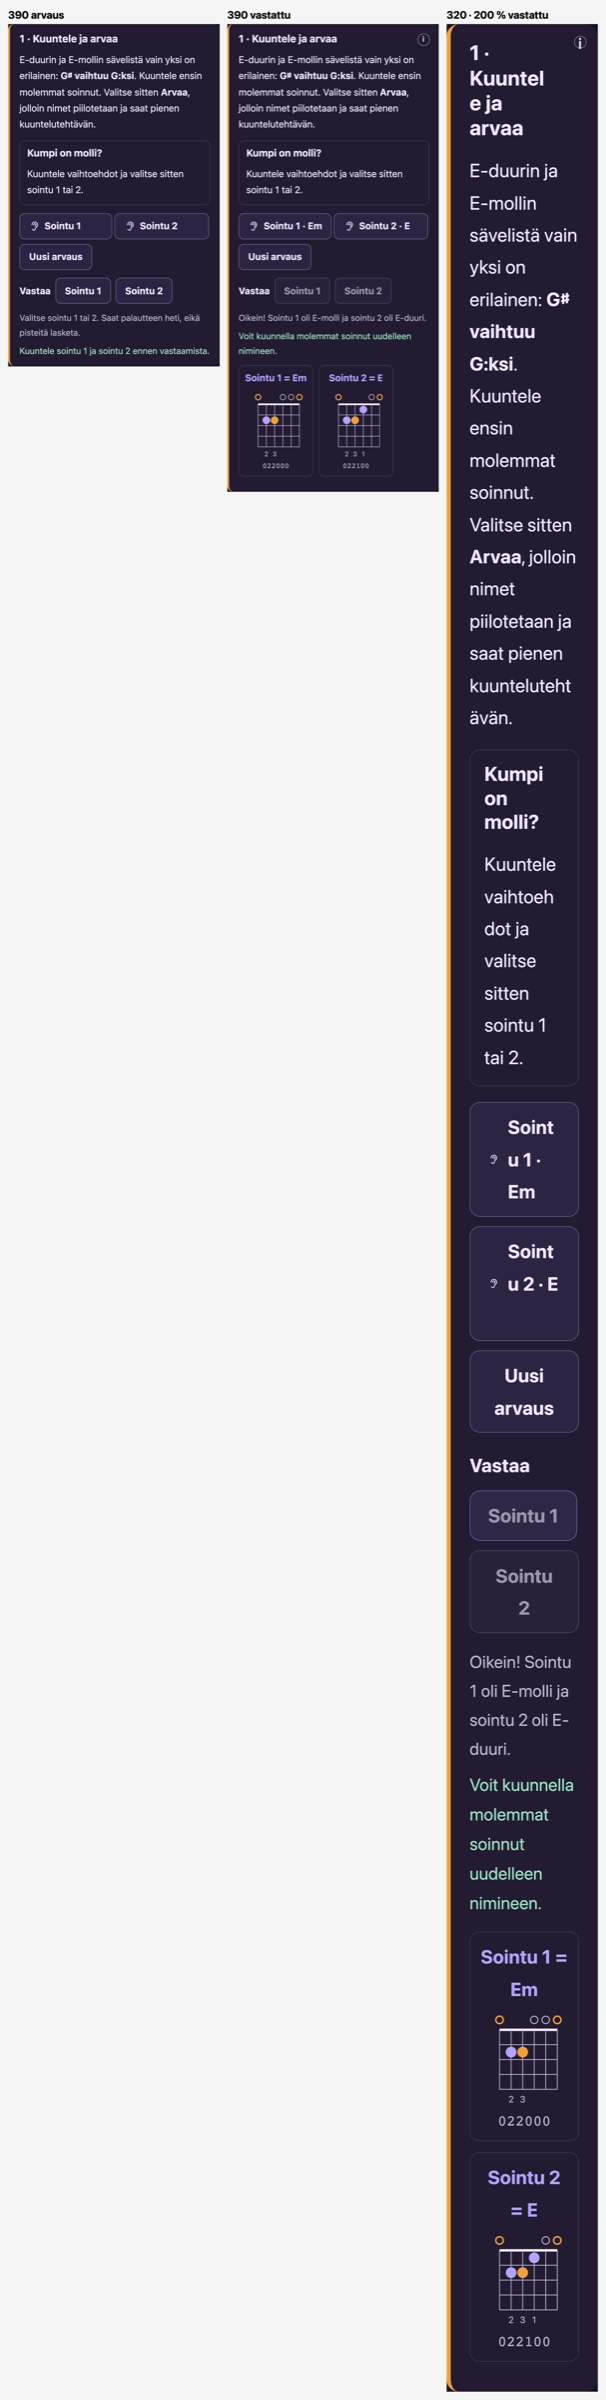 390 arvaus
1 · Kuuntele ja arvaa
E-duurin ja E-mollin sävelistä vain yksi on
erilainen: G# vaihtuu G:ksi. Kuuntele ensin
molemmat soinnut. Valitse sitten Arvaa,
jolloin nimet piilotetaan ja saat pienen
kuuntelutehtävän.
Kumpi on molli?
Kuuntele vaihtoehdot ja valitse sitten
sointu 1 tai 2.
Sointu 1
Sointu 2
Uusi arvaus
Vastaa
Sointu 1
Sointu 2
Valitse sointu 1 tai 2. Saat palautteen heti, eikä
pisteitä lasketa.
Kuuntele sointu 1 ja sointu 2 ennen vastaamista.
390 vastattu
1 · Kuuntele ja arvaa
i
E-duurin ja E-mollin sävelistä vain yksi on
erilainen: G# vaihtuu G:ksi. Kuuntele ensin
molemmat soinnut. Valitse sitten Arvaa,
jolloin nimet piilotetaan ja saat pienen
kuuntelutehtävän.
Kumpi on molli?
Kuuntele vaihtoehdot ja valitse sitten
sointu 1 tai 2.
Sointu 1 · Em
Sointu 2 · E
Uusi arvaus
Vastaa
Sointu 1
Sointu 2
Oikein! Sointu 1 oli E-molli ja sointu 2 oli E-duuri.
Voit kuunnella molemmat soinnut uudelleen
nimineen.
Sointu 1 = Em
2 3
022000
Sointu 2 = E
2 3 1
022100
320 · 200 % vastattu
i
1 ·
Kuuntel
e ja
arvaa
E-duurin ja
E-mollin
sävelistä vain
yksi on
erilainen: G#
vaihtuu
G:ksi.
Kuuntele
ensin
molemmat
soinnut.
Valitse sitten
Arvaa, jolloin
nimet
piilotetaan ja
saat pienen
kuunteluteht
ävän.
Kumpi
on
molli?
Kuuntele
vaihtoeh
dot ja
valitse
sitten
sointu 1
tai 2.
Soint
u 1 ·
Em
Soint
u 2 · E
Uusi
arvaus
Vastaa
Sointu 1
Sointu
2
Oikein! Sointu
1 oli E-molli ja
sointu 2 oli E-
duuri.
Voit kuunnella
molemmat
soinnut
uudelleen
nimineen.
Sointu 1 =
Em
2 3
022000
Sointu 2
= E
2 3 1
022100